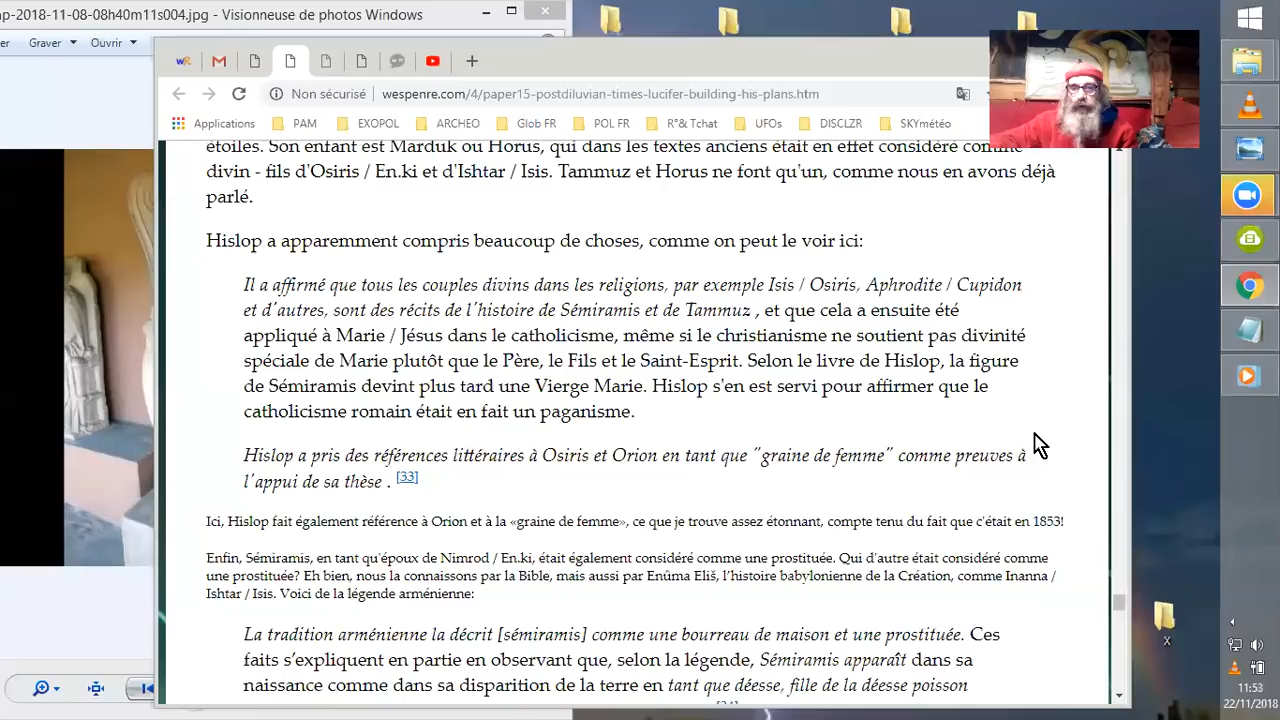 np-2018-11-08-08h40m11s004.jpg - Visionneuse de photos Windows
Graver
Ouvrir
wespenre.com/4/paper15-postdiluvian-times-lucifer-building-his-plans.htm
Applications
PAM
EXOPOL
ARCHEO
Glob FR
POL FR
R°& Tchat
UFOs
DISCLZR
SKYmétéo
étoiles. Son enfant est Marduk ou Horus, qui dans les textes anciens était en effet considéré comme
divin - fils d'Osiris / En.ki et d'Ishtar / Isis. Tammuz et Horus ne font qu'un, comme nous en avons déjà
parlé.
Hislop a apparemment compris beaucoup de choses, comme on peut le voir ici:
Il a affirmé que tous les couples divins dans les religions, par exemple Isis / Osiris, Aphrodite / Cupidon
et d'autres, sont des récits de l'histoire de Sémiramis et de Tammuz , et que cela a ensuite été
appliqué à Marie / Jésus dans le catholicisme, même si le christianisme ne soutient pas divinité
spéciale de Marie plutôt que le Père, le Fils et le Saint-Esprit. Selon le livre de Hislop, la figure
de Sémiramis devint plus tard une Vierge Marie. Hislop s'en est servi pour affirmer que le
catholicisme romain était en fait un paganisme.
Hislop a pris des références littéraires à Osiris et Orion en tant que "graine de femme" comme preuves à
l'appui de sa thèse . [33]
Ici, Hislop fait également référence à Orion et à la «graine de femme», ce que je trouve assez étonnant, compte tenu du fait que c'était en 1853!
Enfin, Sémiramis, en tant qu'époux de Nimrod / En.ki, était également considéré comme une prostituée. Qui d'autre était considéré comme
une prostituée? Eh bien, nous la connaissons par la Bible, mais aussi par Enûma Eliš, l'histoire babylonienne de la Création, comme Inanna /
Ishtar / Isis. Voici de la légende arménienne:
La tradition arménienne la décrit [sémiramis] comme une bourreau de maison et une prostituée. Ces
faits s'expliquent en partie en observant que, selon la légende, Sémiramis apparaît dans sa
naissance comme dans sa disparition de la terre en tant que déesse, fille de la déesse poisson
X
11:53
22/11/2018